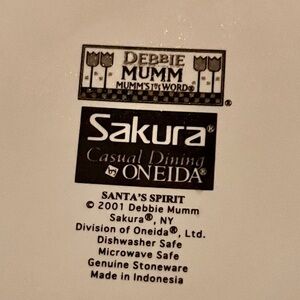 DEBBIE
MUMM
MUMM'S THE WORD®
®
Sakura®
Casual Dining
by ONEIDA®
SANTA'S SPIRIT
© 2001 Debbie Mumm
Sakura®, NY
Division of Oneida®, Ltd.
Dishwasher Safe
Microwave Safe
Genuine Stoneware
Made in Indonesia